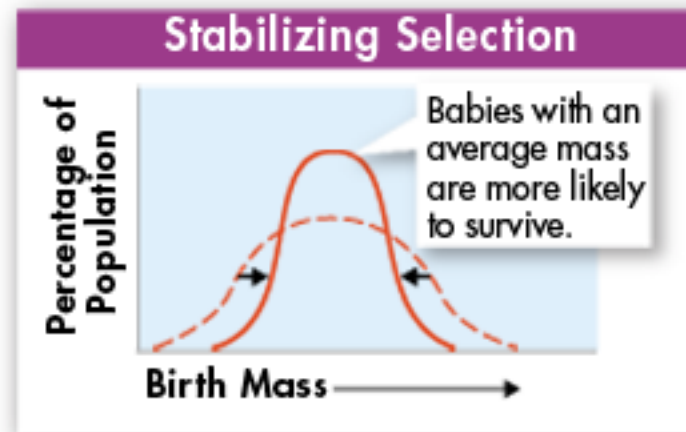 Stabilizing Selection
Percentage of
Population
Babies with an
average mass
are more likely
to survive.
Birth Mass